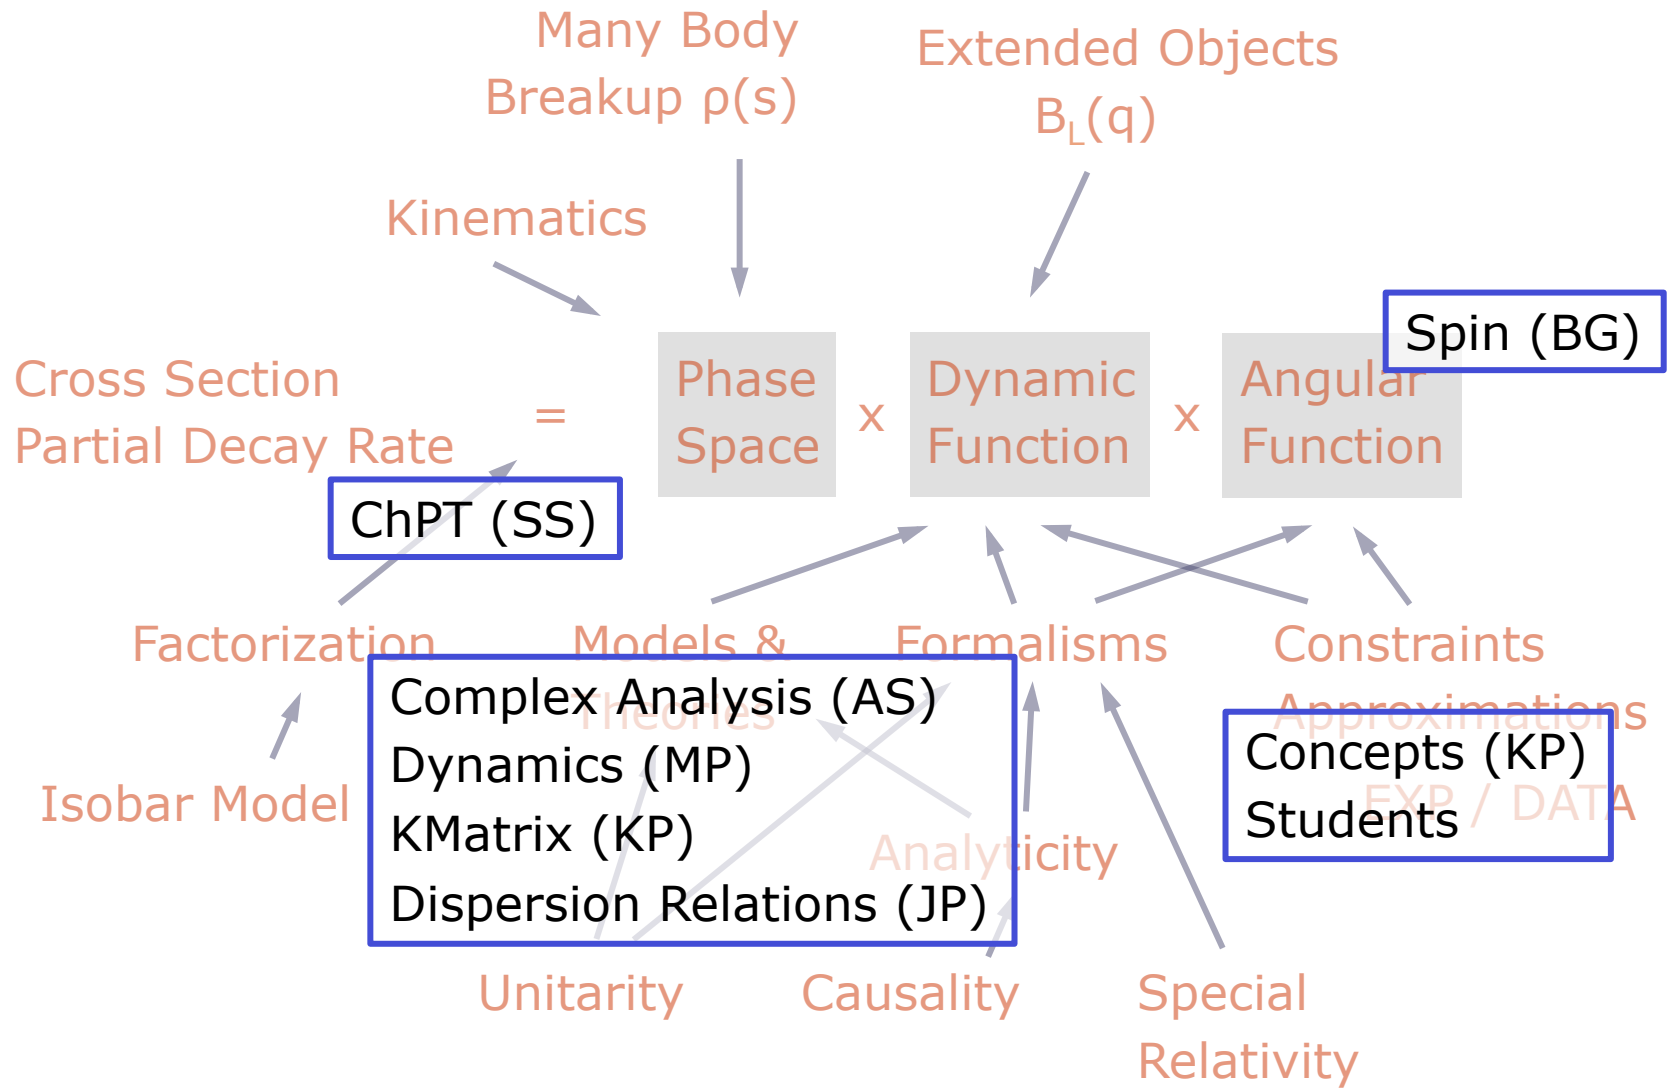 Many Body
Breakup ρ(s)
Extended Objects
B_L(q)
Kinematics
Spin (BG)
Cross Section
Partial Decay Rate
=
Phase
Space
x
Dynamic
Function
x
Angular
Function
ChPT (SS)
Factorization
Models &
Theories
Formalisms
Constraints
Approximations
EXP / DATA
Complex Analysis (AS)
Dynamics (MP)
KMatrix (KP)
Dispersion Relations (JP)
Concepts (KP)
Students
Isobar Model
Analyticity
Unitarity
Causality
Special
Relativity